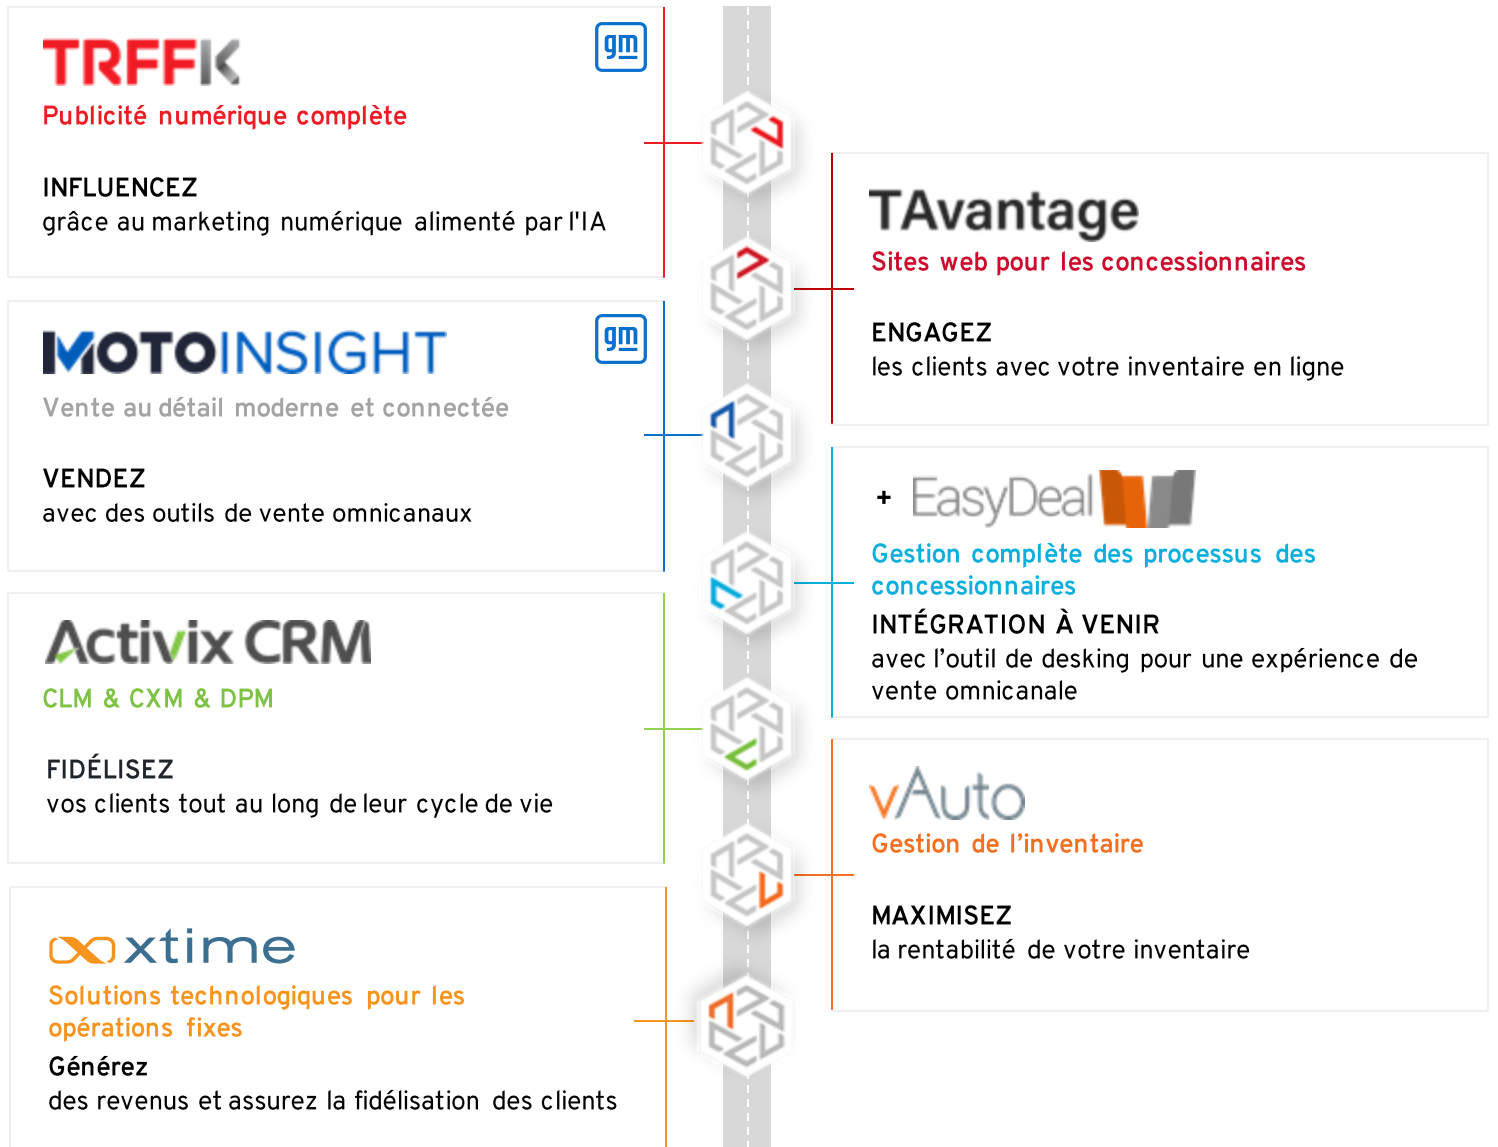 TRFFK
gm
Publicité numérique complète
INFLUENCEZ
grâce au marketing numérique alimenté par l'IA
TAvantage
Sites web pour les concessionnaires
ENGAGEZ
les clients avec votre inventaire en ligne
MOTOINSIGHT
gm
Vente au détail moderne et connectée
VENDEZ
avec des outils de vente omnicanaux
+ EasyDeal
Gestion complète des processus des
concessionnaires
INTÉGRATION À VENIR
avec l’outil de desking pour une expérience de
vente omnicanale
Activix CRM
CLM & CXM & DPM
FIDÉLISEZ
vos clients tout au long de leur cycle de vie
vAuto
Gestion de l’inventaire
MAXIMISEZ
la rentabilité de votre inventaire
xtime
Solutions technologiques pour les
opérations fixes
Générez
des revenus et assurez la fidélisation des clients